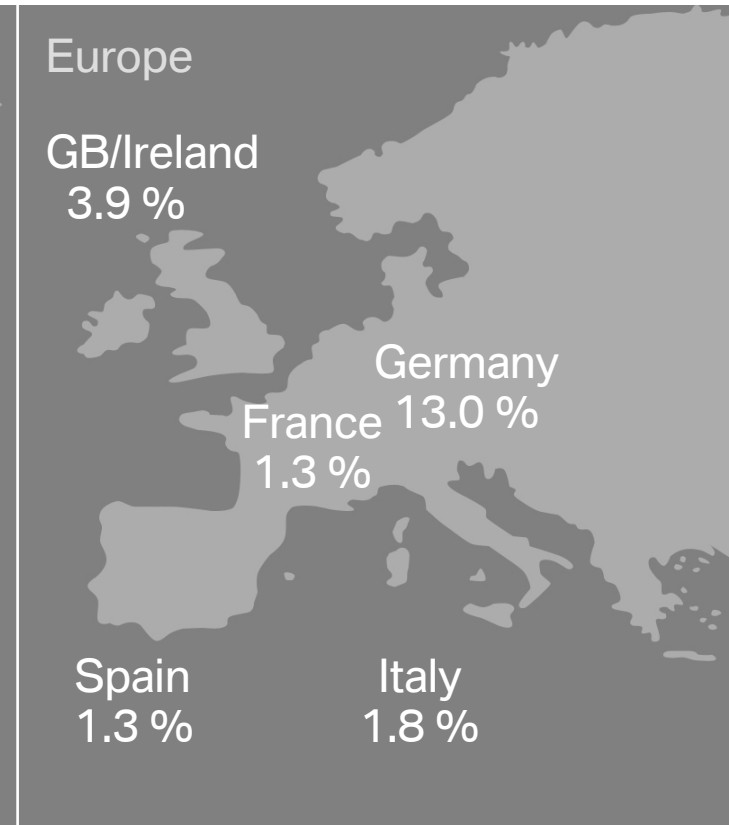 Europe
GB/Ireland
3.9 %
Germany
13.0 %
France
1.3 %
Spain
1.3 %
Italy
1.8 %